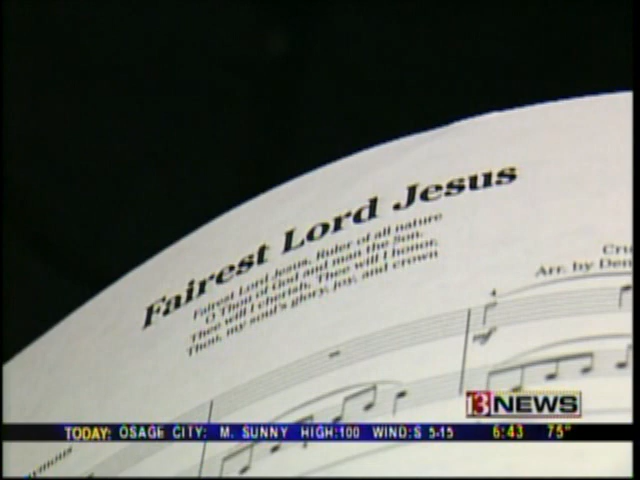 Fairest Lord Jesus
Fairest Lord Jesus, Ruler of all nature
O Thou of God and man the Son,
Thee will I cherish, Thee will I honor,
Thou, my soul's glory, joy, and crown
Arr. by
13 NEWS
TODAY: OSAGE CITY: M. SUNNY HIGH:100 WIND:S 5-15 6:43 75°